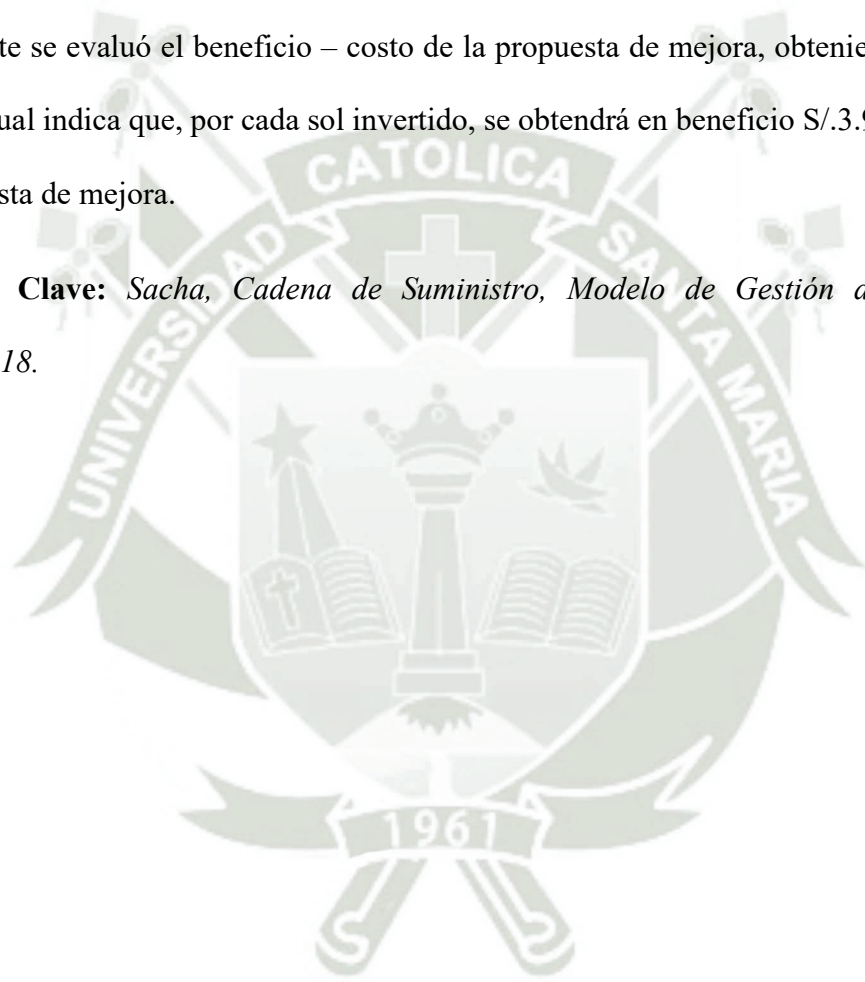 te se evaluó el beneficio – costo de la propuesta de mejora, obtenie
ual indica que, por cada sol invertido, se obtendrá en beneficio S/.3.9
sta de mejora.
Clave: Sacha, Cadena de Suministro, Modelo de Gestión d
18.
UNIVERSIDAD CATOLICA SANTA MARIA
1961